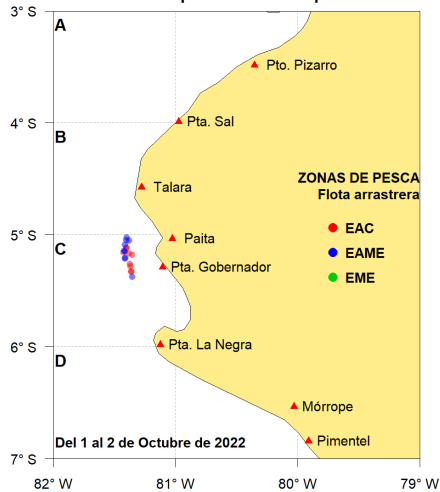 3° S
A
Pto. Pizarro
4° S
Pta. Sal
B
Talara
ZONAS DE PESCA
Flota arrastrera
EAC
5° S
Paita
C
EAME
Pta. Gobernador
EME
6° S
Pta. La Negra
D
Mórrope
Del 1 al 2 de Octubre de 2022
Pimentel
7° S
82° W
81° W
80° W
79° W